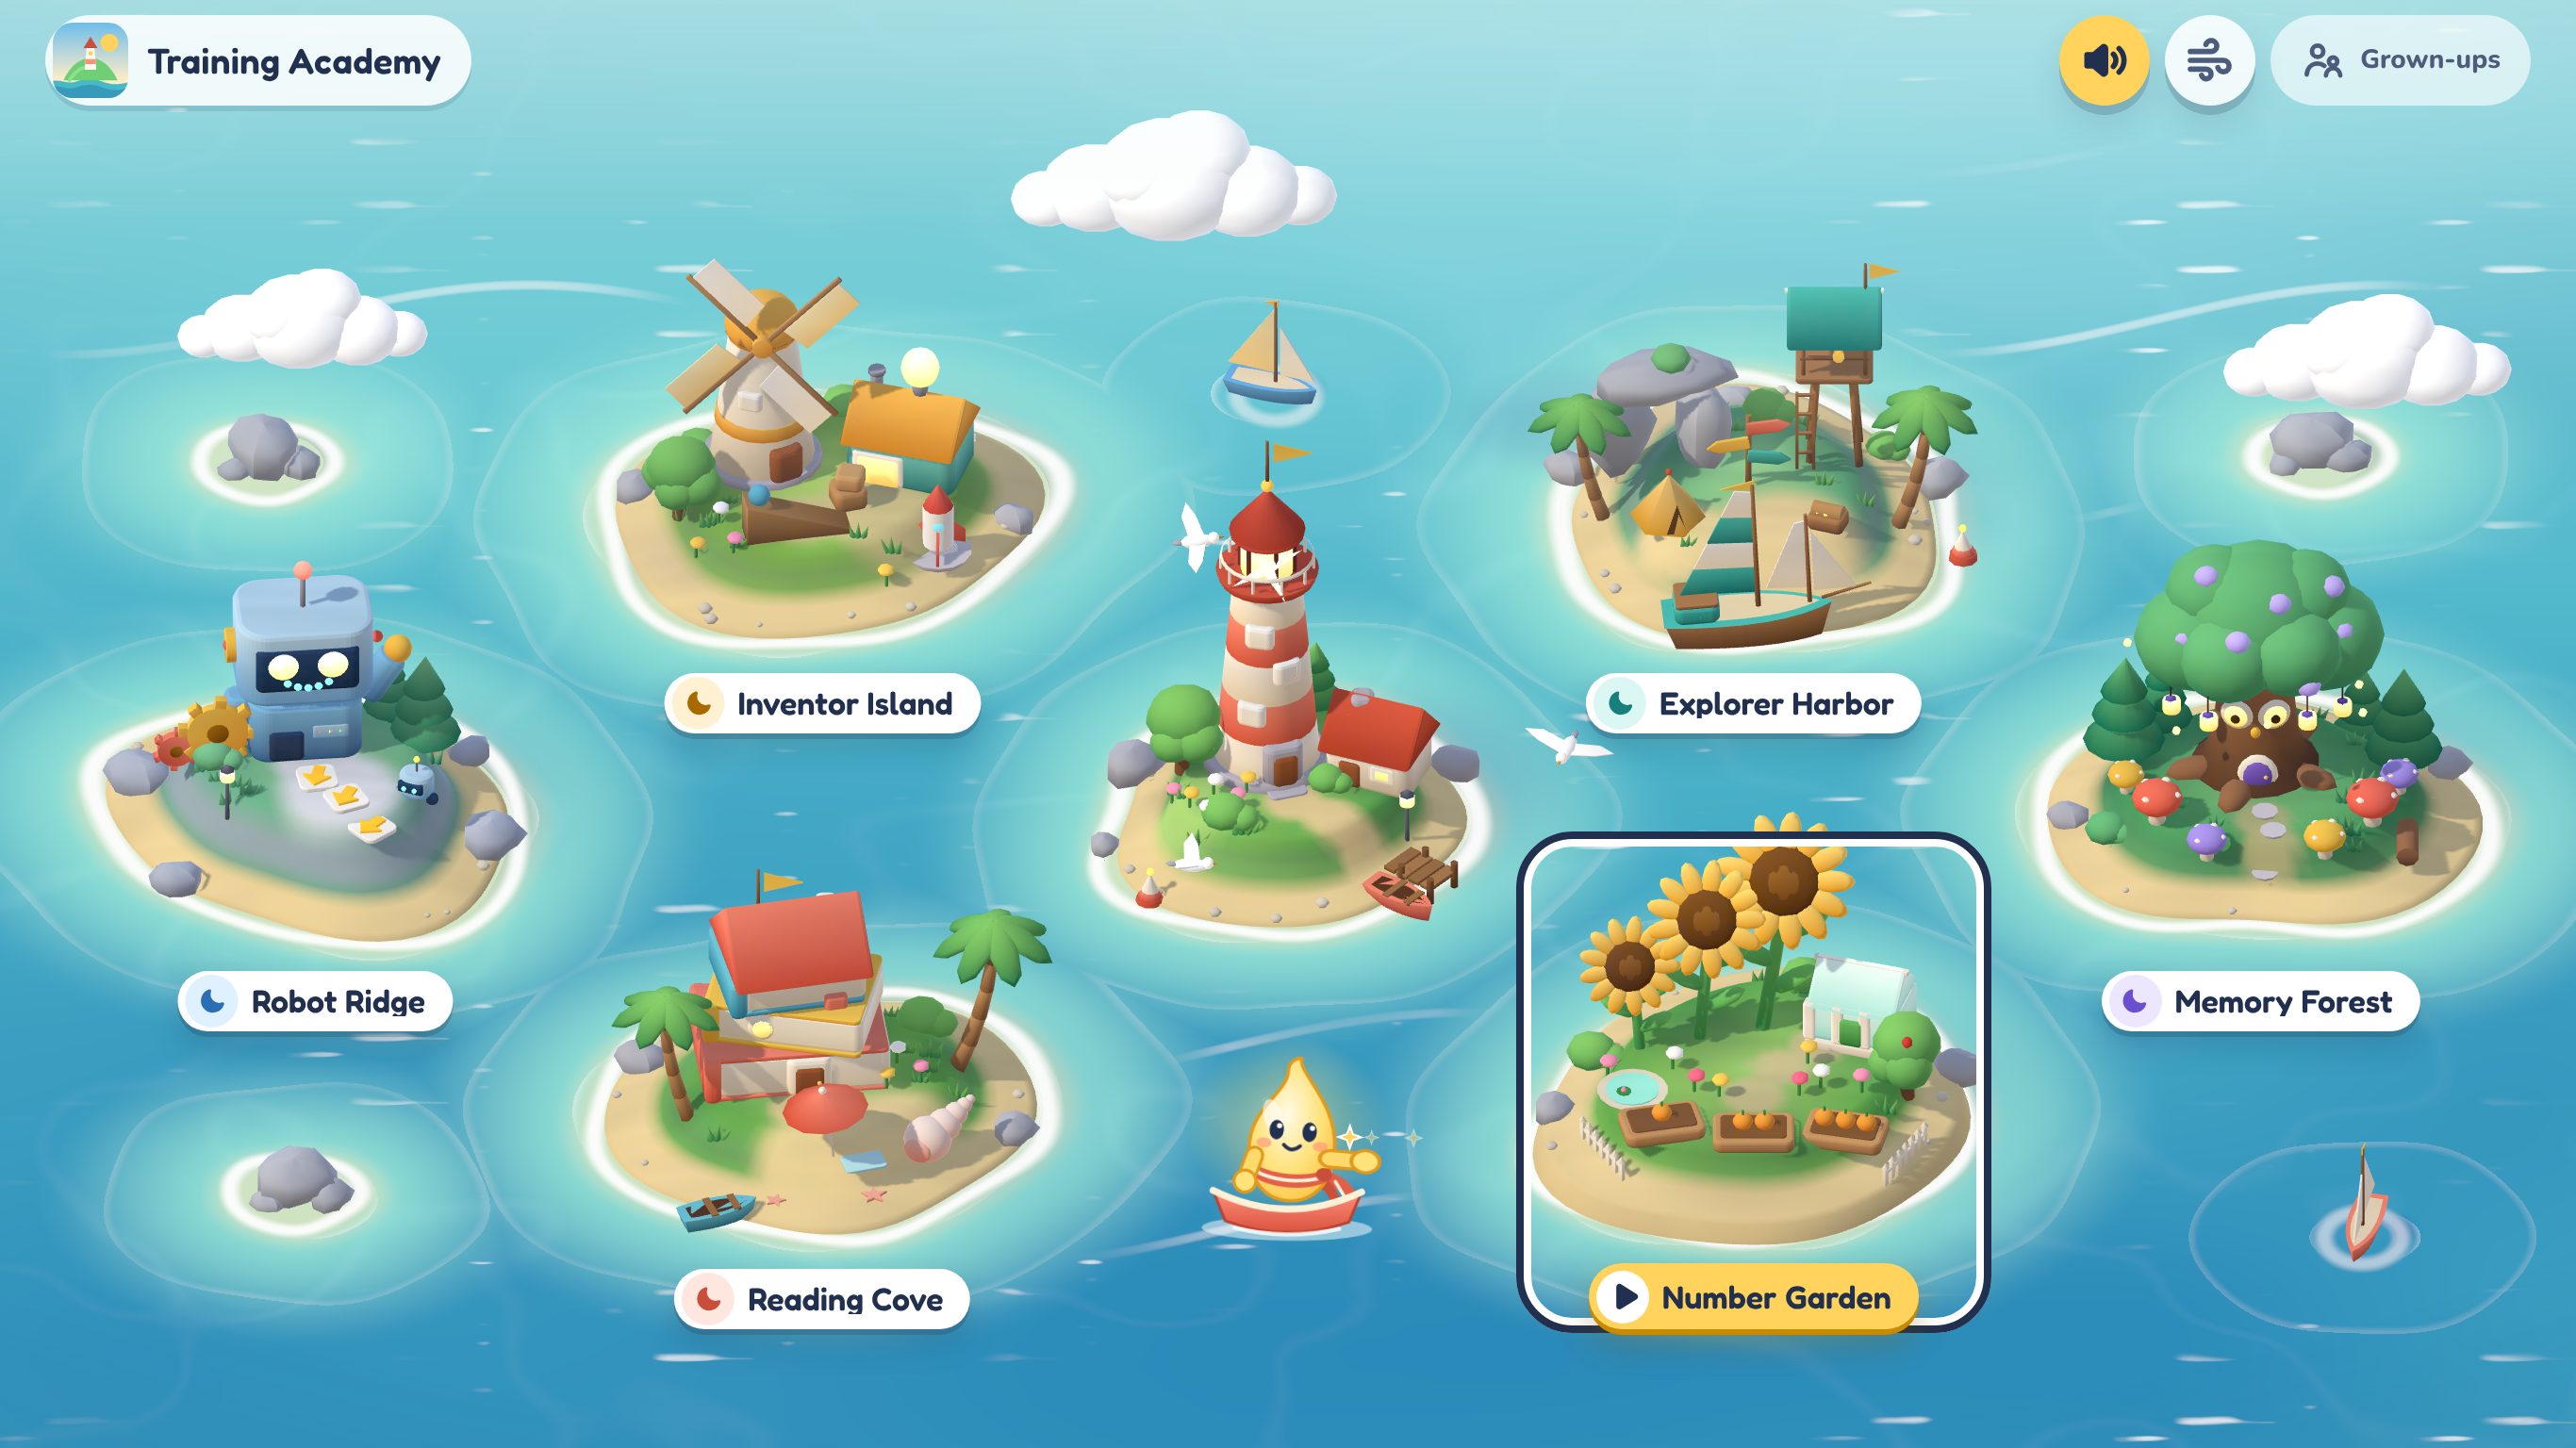 Training Academy
Grown-ups
Inventor Island
Explorer Harbor
Robot Ridge
Memory Forest
Reading Cove
Number Garden